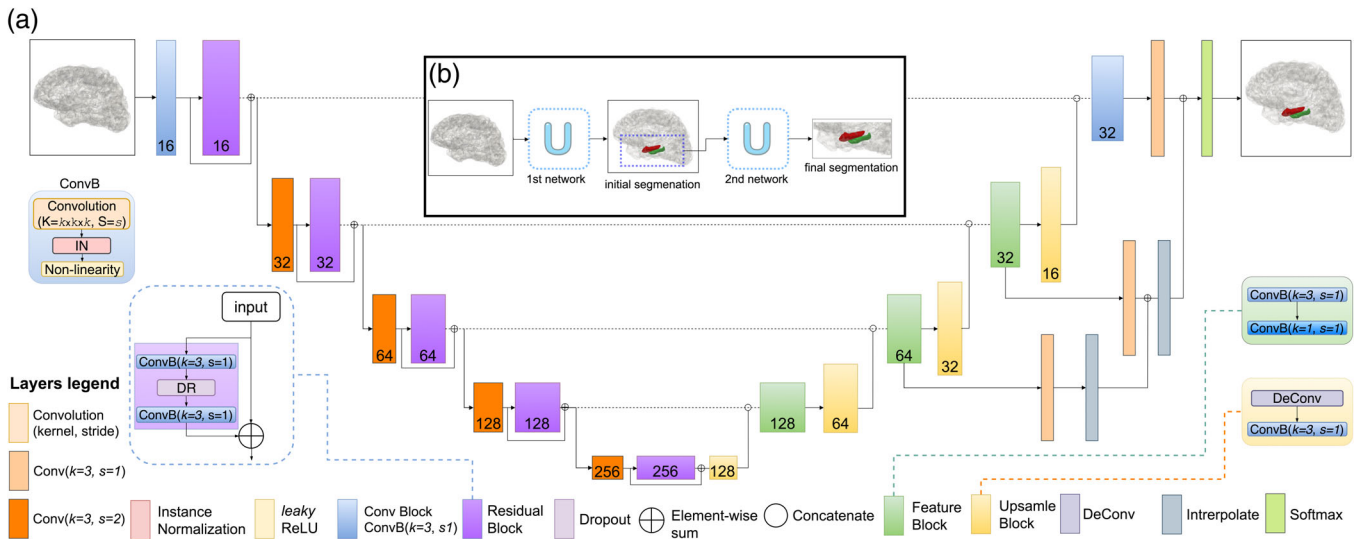 (a)
16
16
(b)
1st network
initial segmenation
2nd network
final segmentation
32
ConvB
Convolution
(K=kxkxk, S=s)
IN
Non-linearity
32
32
32
16
input
ConvB(k=3, s=1)
DR
ConvB(k=3, s=1)
64
64
64
32
ConvB(k=3, s=1)
ConvB(k=1, s=1)
128
128
128
64
DeConv
ConvB(k=3, s=1)
256
256
128
Layers legend
Convolution
(kernel, stride)
Conv(k=3, s=1)
Conv(k=3, s=2)
Instance
Normalization
leaky
ReLU
Conv Block
ConvB(k=3, s1)
Residual
Block
Dropout
Element-wise
sum
Concatenate
Feature
Block
Upsamle
Block
DeConv
Intrerpolate
Softmax